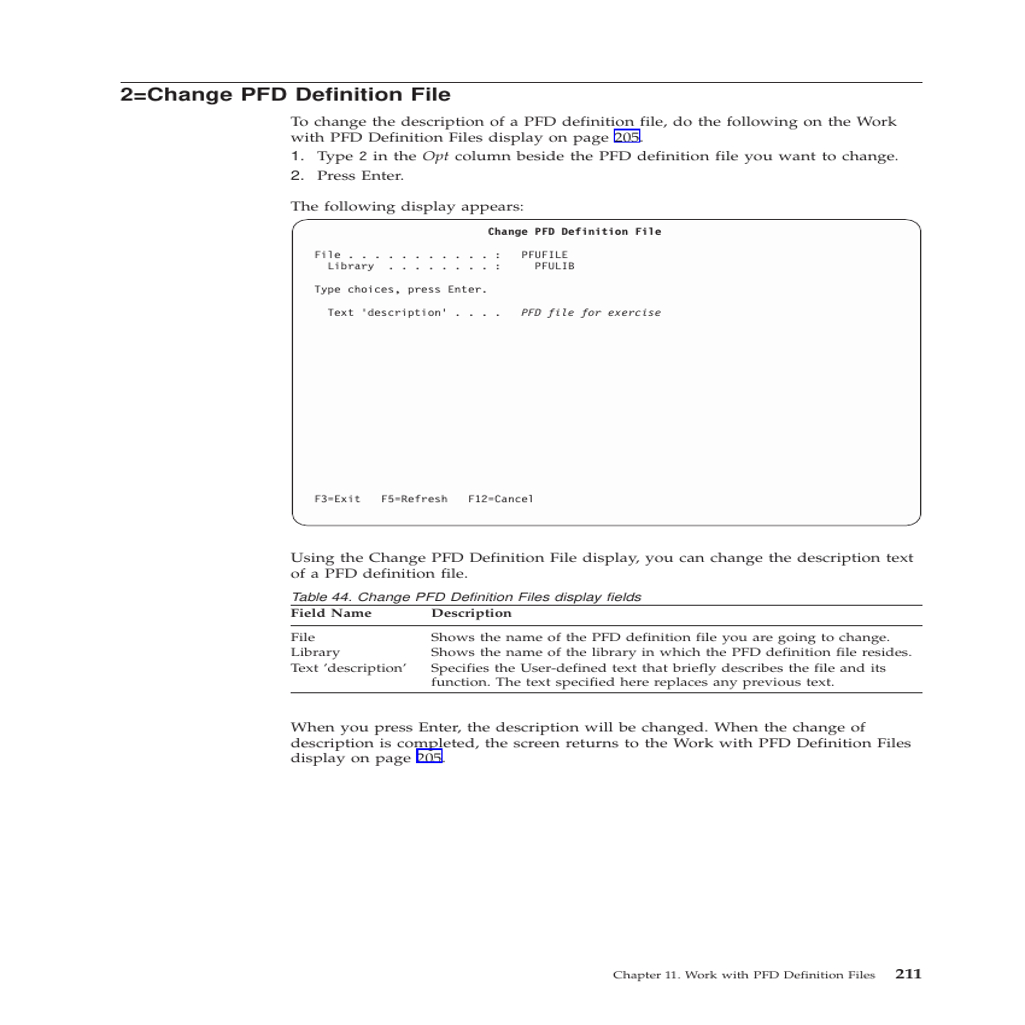 2=Change PFD Definition File
To change the description of a PFD definition file, do the following on the Work
with PFD Definition Files display on page 205.
1. Type 2 in the Opt column beside the PFD definition file you want to change.
2. Press Enter.
The following display appears:
Change PFD Definition File
File . . . . . . . . . . . : PFUFILE
Library . . . . . . . . : PFULIB
Type choices, press Enter.
Text 'description' . . . . PFD file for exercise
F3=Exit F5=Refresh F12=Cancel
Using the Change PFD Definition File display, you can change the description text
of a PFD definition file.
Table 44. Change PFD Definition Files display fields
Field Name Description
File Shows the name of the PFD definition file you are going to change.
Library Shows the name of the library in which the PFD definition file resides.
Text ’description’ Specifies the User-defined text that briefly describes the file and its
function. The text specified here replaces any previous text.
When you press Enter, the description will be changed. When the change of
description is completed, the screen returns to the Work with PFD Definition Files
display on page 205.
Chapter 11. Work with PFD Definition Files 211